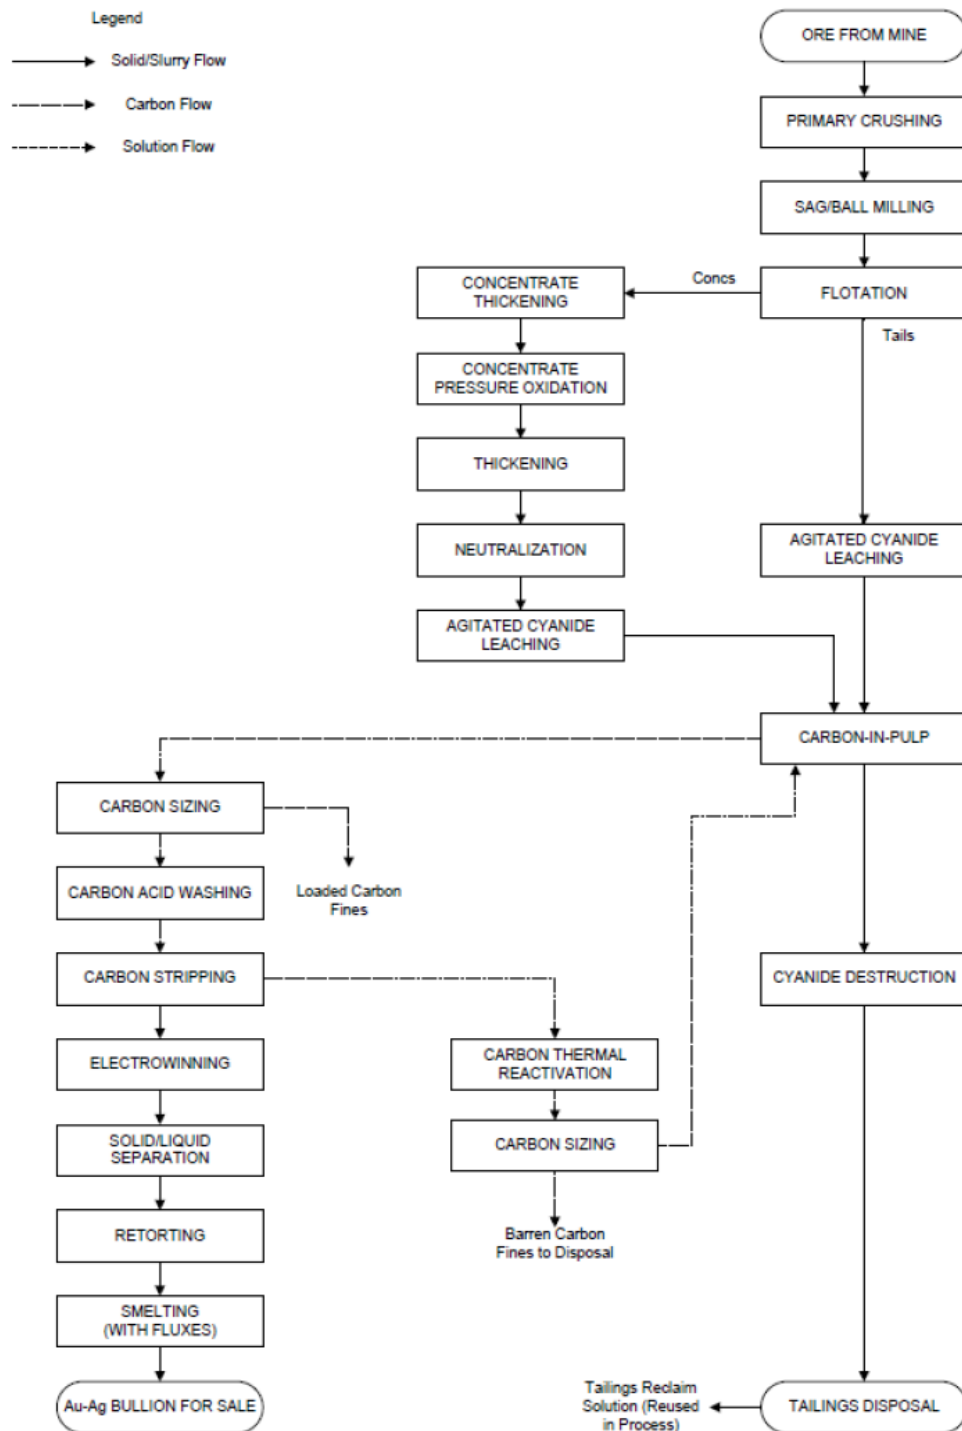 Legend
Solid/Slurry Flow
Carbon Flow
Solution Flow
ORE FROM MINE
PRIMARY CRUSHING
SAG/BALL MILLING
FLOTATION
Concs
Tails
CONCENTRATE
THICKENING
CONCENTRATE
PRESSURE OXIDATION
THICKENING
NEUTRALIZATION
AGITATED CYANIDE
LEACHING
AGITATED CYANIDE
LEACHING
CARBON-IN-PULP
CARBON SIZING
Loaded Carbon
Fines
CARBON ACID WASHING
CARBON STRIPPING
CYANIDE DESTRUCTION
ELECTROWINNING
CARBON THERMAL
REACTIVATION
SOLID/LIQUID
SEPARATION
CARBON SIZING
RETORTING
Barren Carbon
Fines to Disposal
SMELTING
(WITH FLUXES)
Au-Ag BULLION FOR SALE
Tailings Reclaim
Solution (Reused
in Process)
TAILINGS DISPOSAL